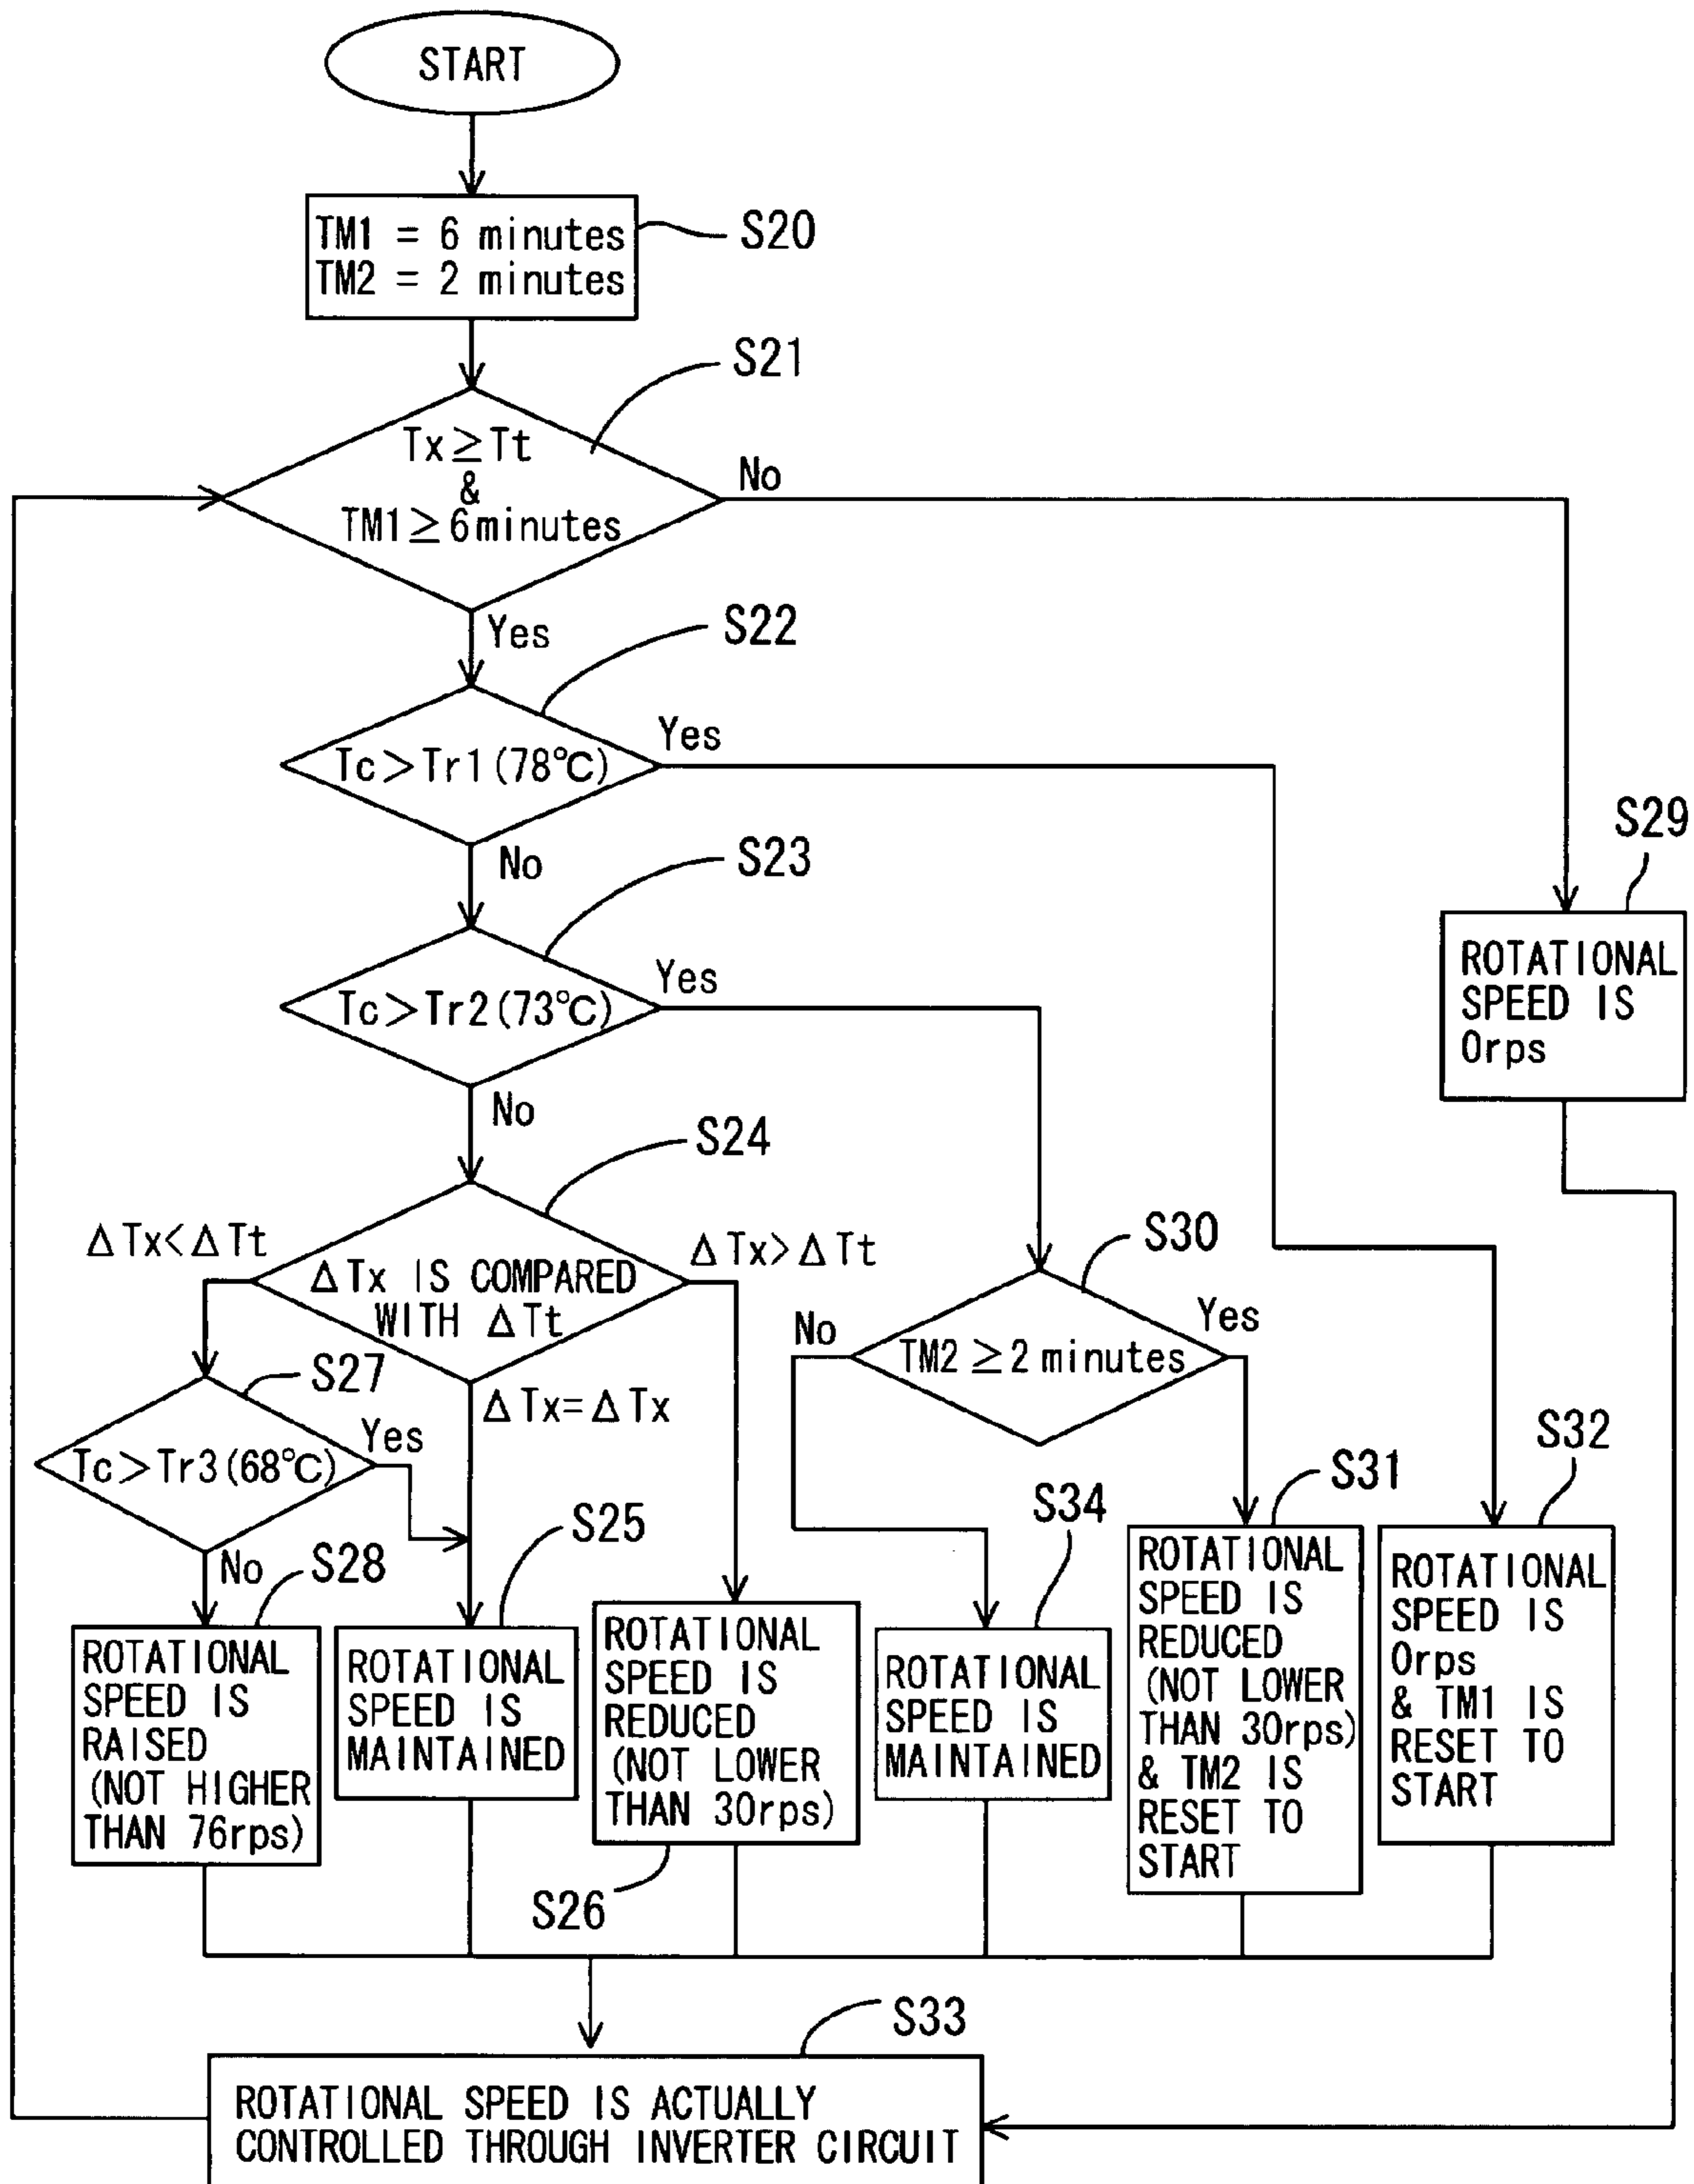 START
TM1 = 6 minutes
TM2 = 2 minutes
S20
S21
Tx≧Tt
&
TM1≧6minutes
No
Yes
S22
Tc>Tr1(78℃)
Yes
No
S23
Tc>Tr2(73℃)
Yes
No
S29
ROTATIONAL
SPEED IS
0rps
S24
ΔTx<ΔTt
ΔTx IS COMPARED
WITH ΔTt
ΔTx>ΔTt
ΔTx=ΔTx
S30
No
TM2≧2 minutes
Yes
S27
Tc>Tr3(68℃)
Yes
No
S28
ROTATIONAL
SPEED IS
RAISED
(NOT HIGHER
THAN 76rps)
S25
ROTATIONAL
SPEED IS
MAINTAINED
ROTATIONAL
SPEED IS
REDUCED
(NOT LOWER
THAN 30rps)
S26
S34
ROTATIONAL
SPEED IS
MAINTAINED
S31
ROTATIONAL
SPEED IS
REDUCED
(NOT LOWER
THAN 30rps)
& TM2 IS
RESET TO
START
S32
ROTATIONAL
SPEED IS
0rps
& TM1 IS
RESET TO
START
S33
ROTATIONAL SPEED IS ACTUALLY
CONTROLLED THROUGH INVERTER CIRCUIT